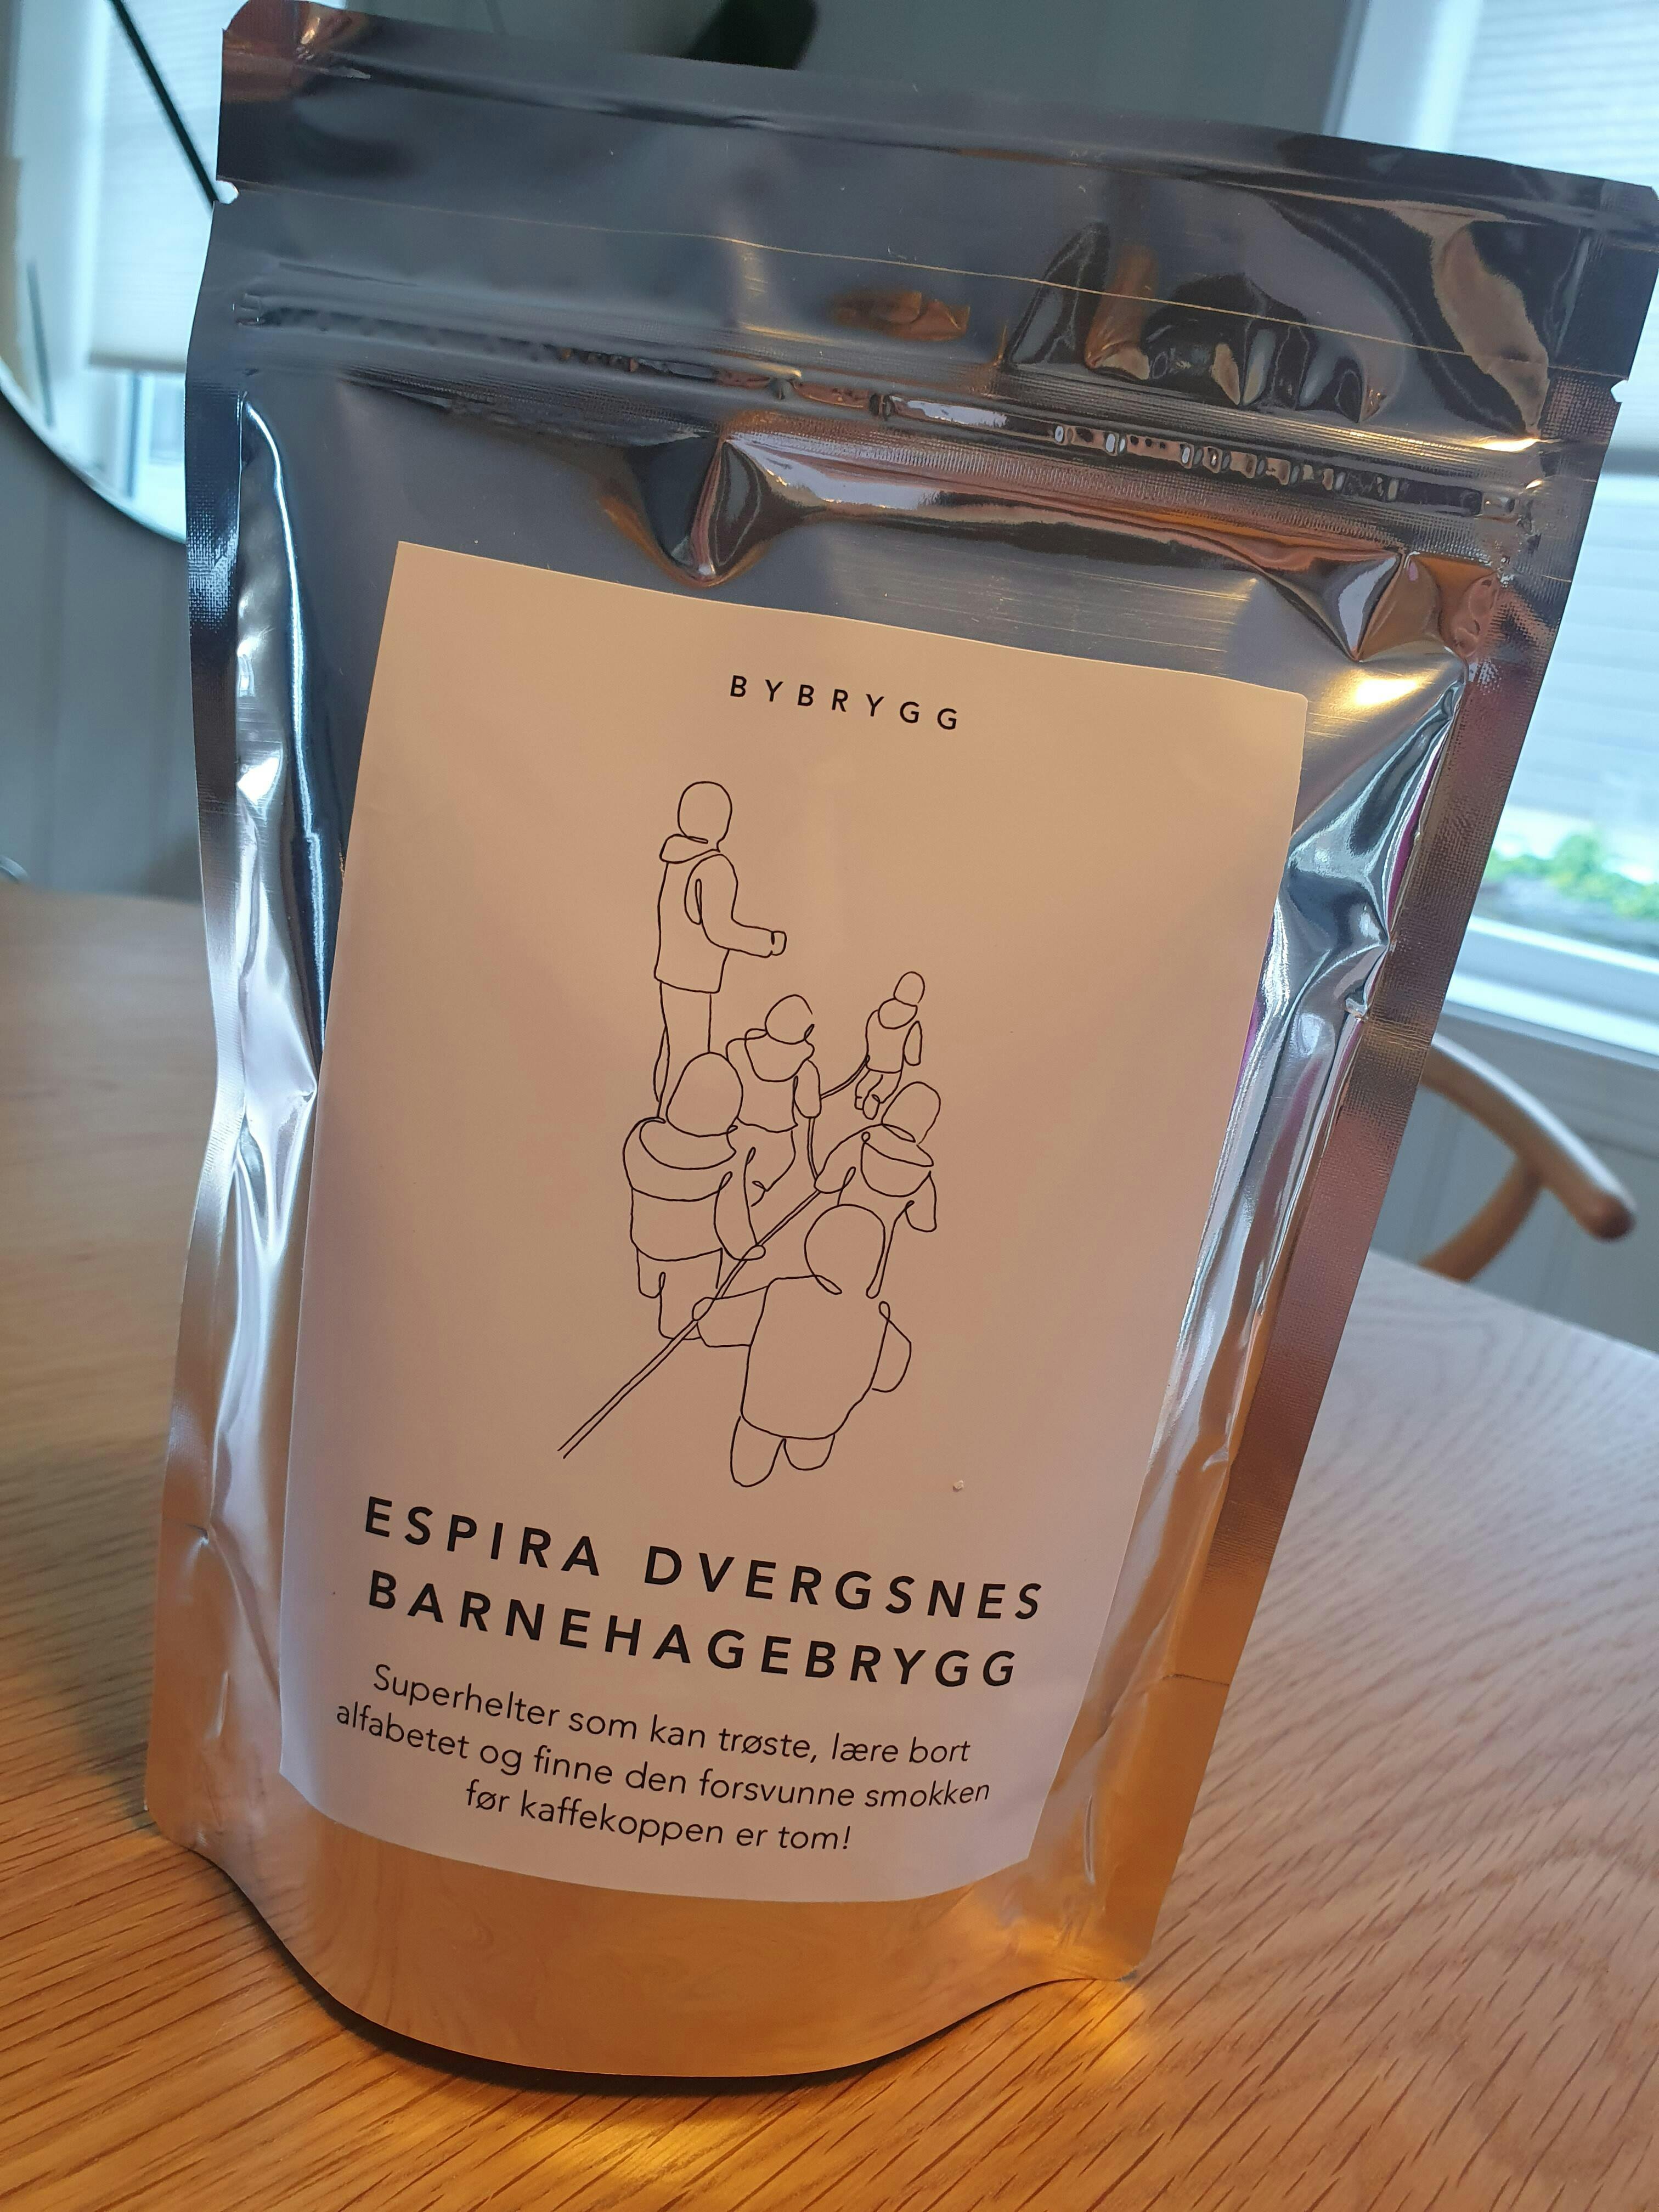 BYBRYGG
ESPIRA DVERGSNES
BARNEHAGEBRYGG
Superhelter som kan trøste, lære bort
alfabetet og finne den forsvunne smokken
før kaffekoppen er tom!